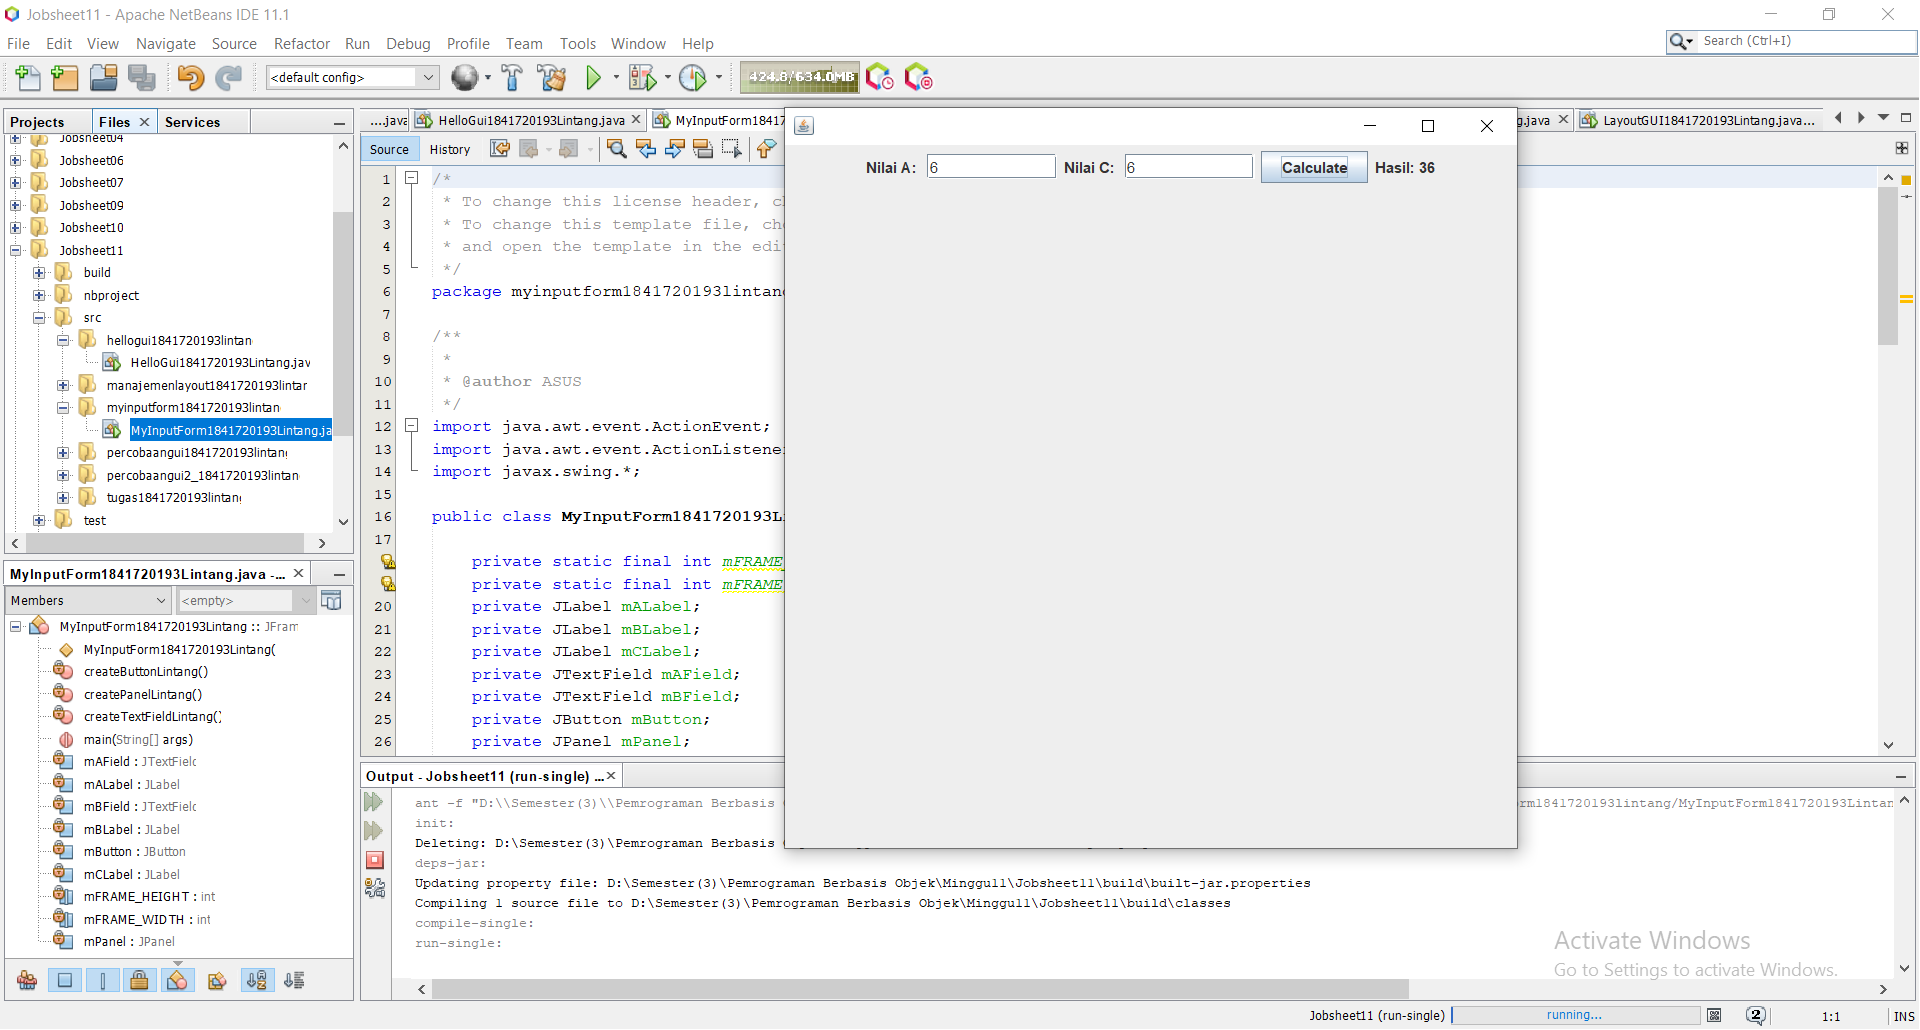 Jobsheet11 - Apache NetBeans IDE 11.1
File Edit View Navigate Source Refactor Run Debug Profile Team Tools Window Help
Search (Ctrl+I)
<default config>
424.8/634.0MB
Projects Files Services
Jobsheet04
Jobsheet06
Jobsheet07
Jobsheet09
Jobsheet10
Jobsheet11
build
nbproject
src
hellogui1841720193lintan
HelloGui1841720193Lintang.jav
manajemenlayout1841720193lintar
myinputform1841720193lintan
MyInputForm1841720193Lintang.ja
percobaangui1841720193lintang
percobaangui2_1841720193lintan
tugas1841720193lintang
test
MyInputForm1841720193Lintang.java -...
Members <empty>
MyInputForm1841720193Lintang :: JFram
MyInputForm1841720193Lintang(
createButtonLintang()
createPanelLintang()
createTextFieldLintang()
main(String[] args)
mAField : JTextFielc
mALabel : JLabel
mBField : JTextFielc
mBLabel : JLabel
mButton : JButton
mCLabel : JLabel
mFRAME_HEIGHT : int
mFRAME_WIDTH : int
mPanel : JPanel
....java HelloGui1841720193Lintang.java MyInputForm1841 g.java LayoutGUI1841720193Lintang.java...
Source History
1 /*
2 * To change this license header, c
3 * To change this template file, ch
4 * and open the template in the edi
5 */
6 package myinputform1841720193lintan
7
8 /**
9 *
10 * @author ASUS
11 */
12 import java.awt.event.ActionEvent;
13 import java.awt.event.ActionListene
14 import javax.swing.*;
15
16 public class MyInputForm1841720193L
17
private static final int mFRAME
private static final int mFRAME
20 private JLabel mALabel;
21 private JLabel mBLabel;
22 private JLabel mCLabel;
23 private JTextField mAField;
24 private JTextField mBField;
25 private JButton mButton;
26 private JPanel mPanel;
Nilai A: 6 Nilai C: 6 Calculate Hasil: 36
Output - Jobsheet11 (run-single) ...
ant -f "D:\\Semester(3)\\Pemrograman Berbasis rm1841720193lintang/MyInputForm1841720193Lintan
init:
Deleting: D:\Semester(3)\Pemrograman Berbasis
deps-jar:
Updating property file: D:\Semester(3)\Pemrograman Berbasis Objek\Minggu11\Jobsheet11\build\built-jar.properties
Compiling 1 source file to D:\Semester(3)\Pemrograman Berbasis Objek\Minggu11\Jobsheet11\build\classes
compile-single:
run-single:
Activate Windows
Go to Settings to activate Windows.
Jobsheet11 (run-single) running... 2 1:1 INS